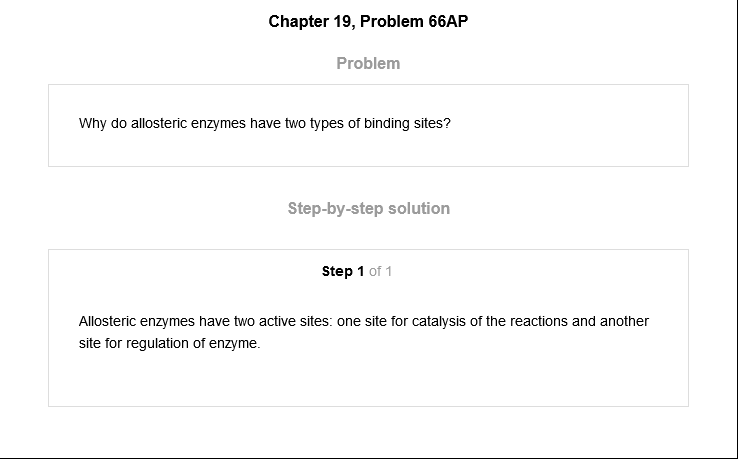 Chapter 19, Problem 66AP
Problem
Why do allosteric enzymes have two types of binding sites?
Step-by-step solution
Step 1 of 1
Allosteric enzymes have two active sites: one site for catalysis of the reactions and another
site for regulation of enzyme.